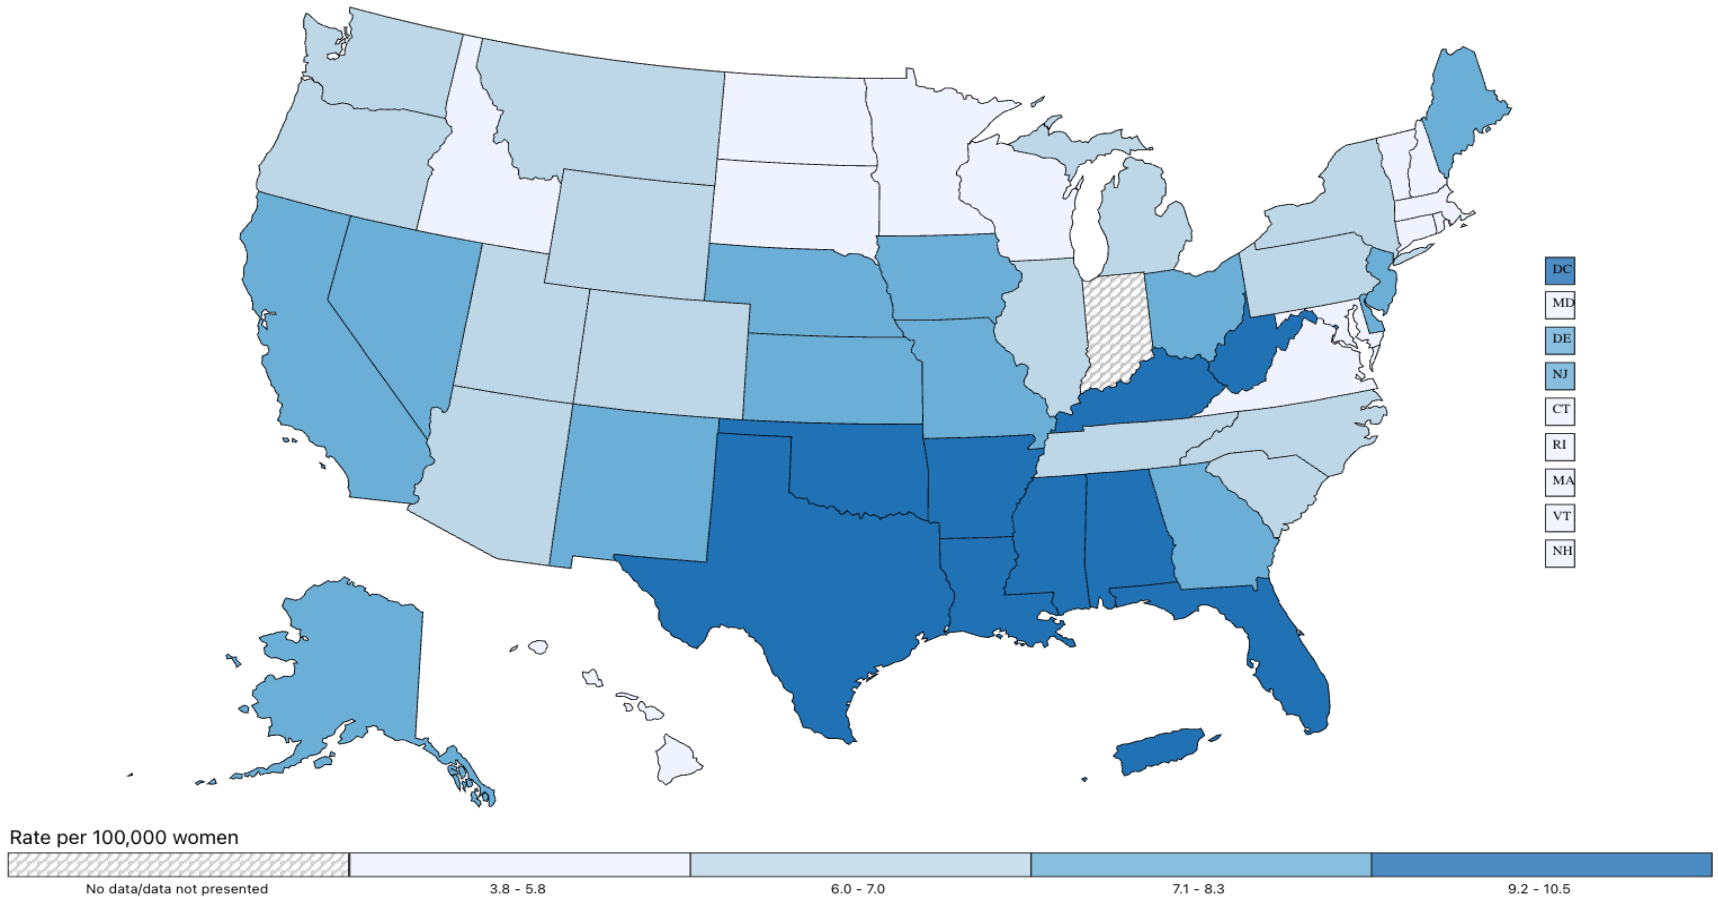 DC
MD
DE
NJ
CT
RI
MA
VT
NH
Rate per 100,000 women
No data/data not presented
3.8 - 5.8
6.0 - 7.0
7.1 - 8.3
9.2 - 10.5